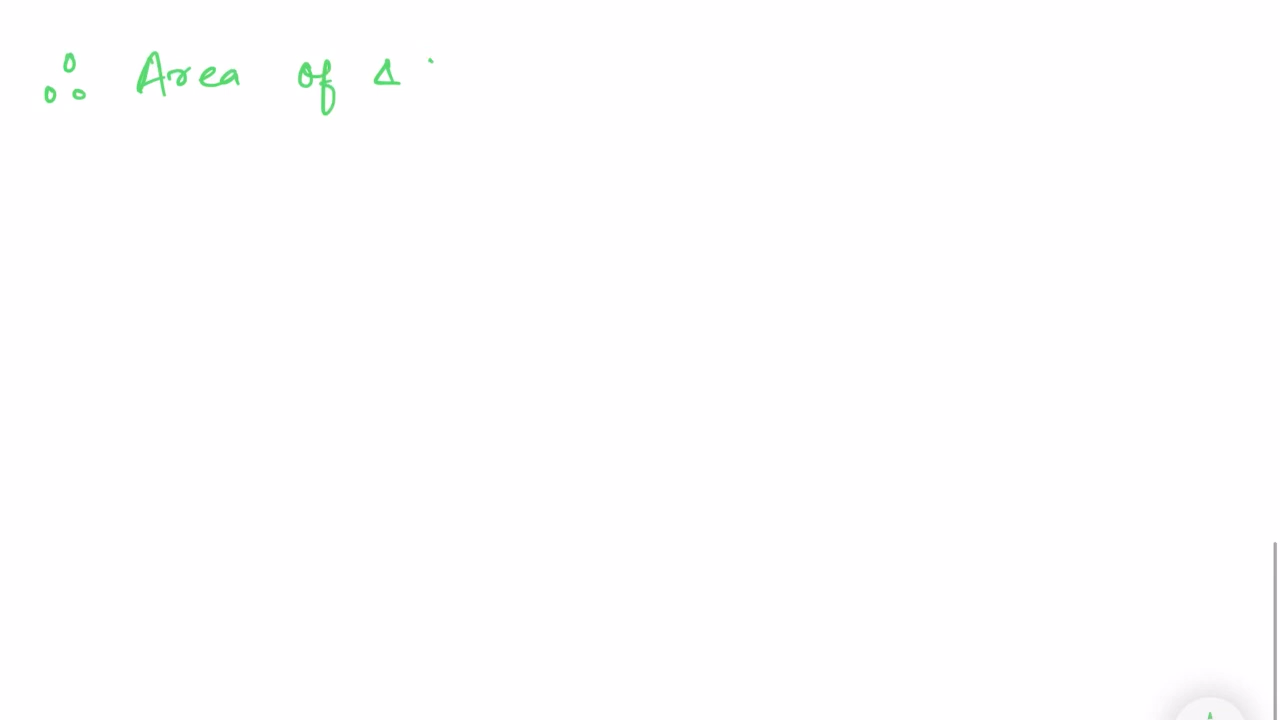 ∴ Area of Δ